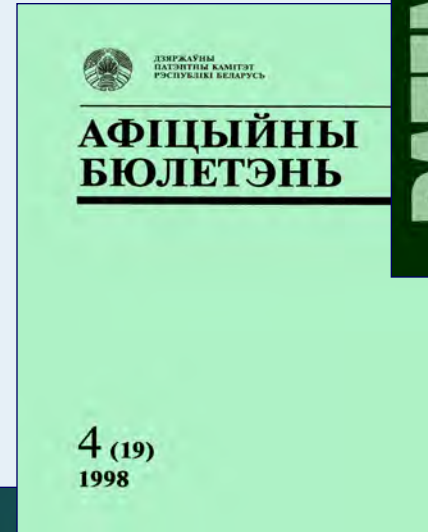 ДЗЯРЖАЎНЫ
ПАТЭНТНЫ КАМІТЭТ
РЭСПУБЛІКІ БЕЛАРУСЬ
АФІЦЫЙНЫ
БЮЛЕТЭНЬ
4 (19)
1998